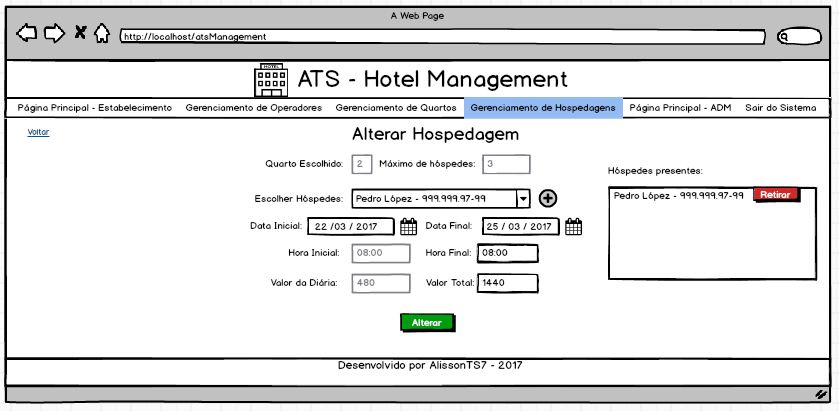 A Web Page
http://localhost/atsManagement
HOTEL
ATS - Hotel Management
Página Principal - Estabelecimento Gerenciamento de Operadores Gerenciamento de Quartos Gerenciamento de Hospedagens Página Principal - ADM Sair do Sistema
Voltar
Alterar Hospedagem
Quarto Escolhido: 2 Máximo de hóspedes: 3
Hóspedes presentes:
Escolher Hóspedes: Pedro López - 999.999.97-99
Pedro López - 999.999.97-99 Retirar
Data Inicial: 22 /03 / 2017 Data Final: 25 / 03 / 2017
Hora Inicial: 08:00 Hora Final: 08:00
Valor da Diária: 480 Valor Total: 1440
Alterar
Desenvolvido por AlissonTS7 - 2017